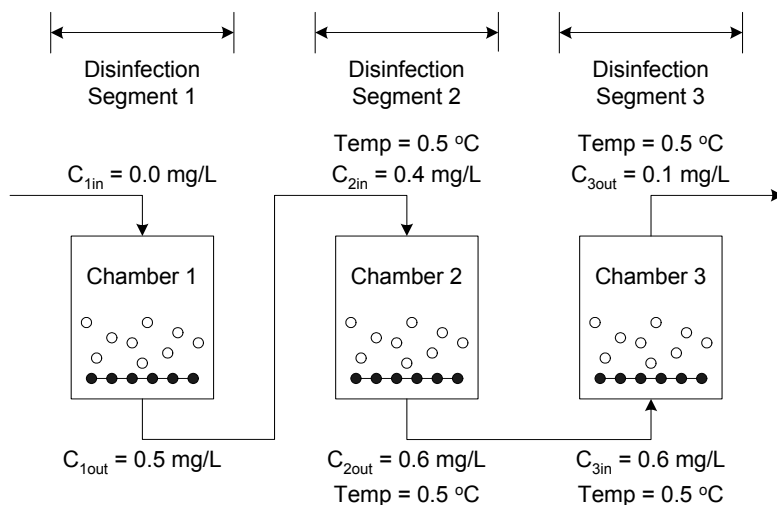 Disinfection
Segment 1
Disinfection
Segment 2
Disinfection
Segment 3
Temp = 0.5 °C
Temp = 0.5 °C
C1in = 0.0 mg/L
C2in = 0.4 mg/L
C3out = 0.1 mg/L
Chamber 1
Chamber 2
Chamber 3
C1out = 0.5 mg/L
C2out = 0.6 mg/L
C3in = 0.6 mg/L
Temp = 0.5 °C
Temp = 0.5 °C